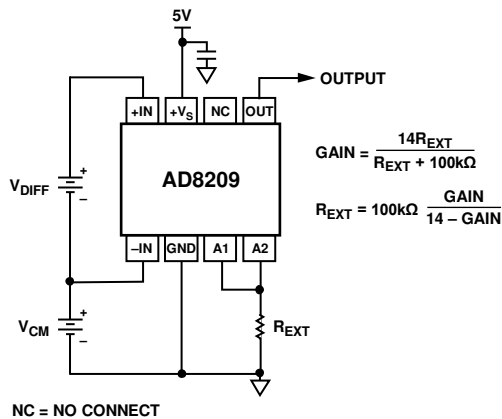 5V
OUTPUT
+IN +VS NC OUT
GAIN = 14REXT / REXT + 100kΩ
AD8209
VDIFF
+
–
REXT = 100kΩ GAIN / 14 – GAIN
–IN GND A1 A2
VCM
+
–
REXT
NC = NO CONNECT